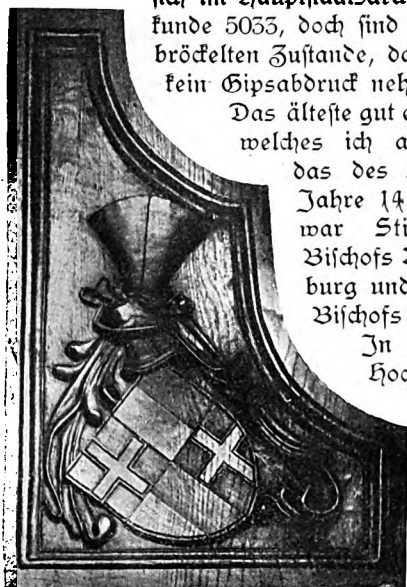 kunde 5033, doch sind
bröckelten Zustande, da
kein Gipsabdruck neh
Das älteste gut e
welches ich a
das des
Jahre 14
war Sti
Bischofs
burg und
Bischofs
In
Hoc